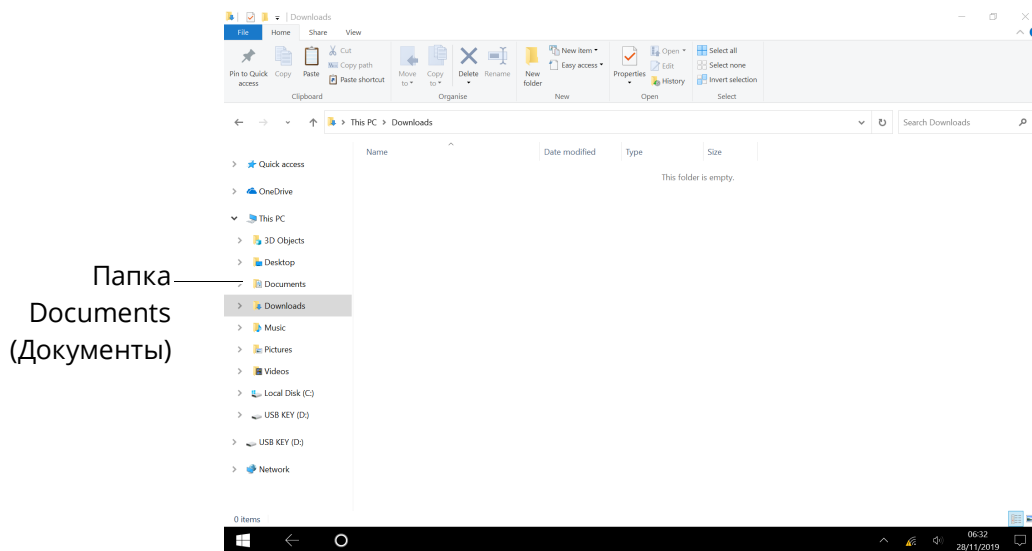 Downloads
File Home Share View
Pin to Quick access
Copy
Paste
Cut
Copy path
Paste shortcut
Clipboard
Move to
Copy to
Delete
Rename
Organise
New folder
New item
Easy access
New
Properties
Open
Edit
History
Open
Select all
Select none
Invert selection
Select
This PC > Downloads
Search Downloads
Name Date modified Type Size
This folder is empty.
Quick access
OneDrive
This PC
3D Objects
Desktop
Documents
Downloads
Music
Pictures
Videos
Local Disk (C:)
USB KEY (D:)
USB KEY (D:)
Network
Папка
Documents
(Документы)
0 items
06:32
28/11/2019